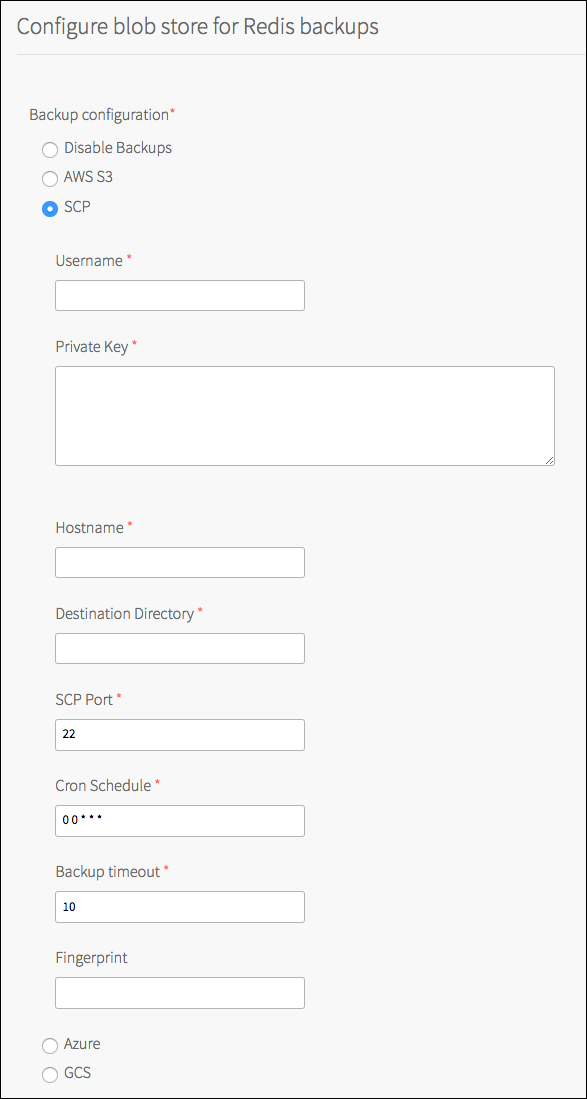 Configure blob store for Redis backups
Backup configuration*
Disable Backups
AWS S3
SCP
Username *
Private Key *
Hostname *
Destination Directory *
SCP Port *
22
Cron Schedule *
0 0 * * *
Backup timeout *
10
Fingerprint
Azure
GCS